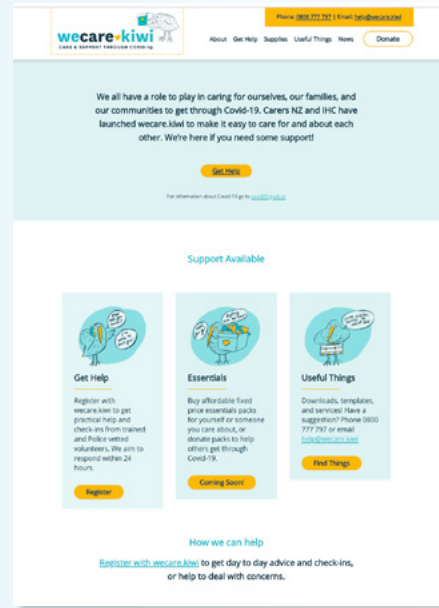 Phone: 0800 777 797 | Email: help@wecare.kiwi
wecare kiwi
CARE & SUPPORT THROUGH COVID-19
About Get Help Supplies Useful Things News Donate
We all have a role to play in caring for ourselves, our families, and
our communities to get through Covid-19. Carers NZ and IHC have
launched wecare.kiwi to make it easy to care for and about each
other. We're here if you need some support!
Get Help
For information about Covid-19 go to covid19.govt.nz
Support Available
Get Help
Register with
wecare.kiwi to get
practical help and
check-ins from trained
and Police vetted
volunteers. We aim to
respond within 24
hours.
Register
Essentials
Buy affordable fixed
price essentials packs
for yourself or someone
you care about, or
donate packs to help
others get through
Covid-19.
Coming Soon!
Useful Things
Downloads, templates,
and services! Have a
suggestion? Phone 0800
777 797 or email
help@wecare.kiwi
Find Things
How we can help
Register with wecare.kiwi to get day to day advice and check-ins,
or help to deal with concerns.